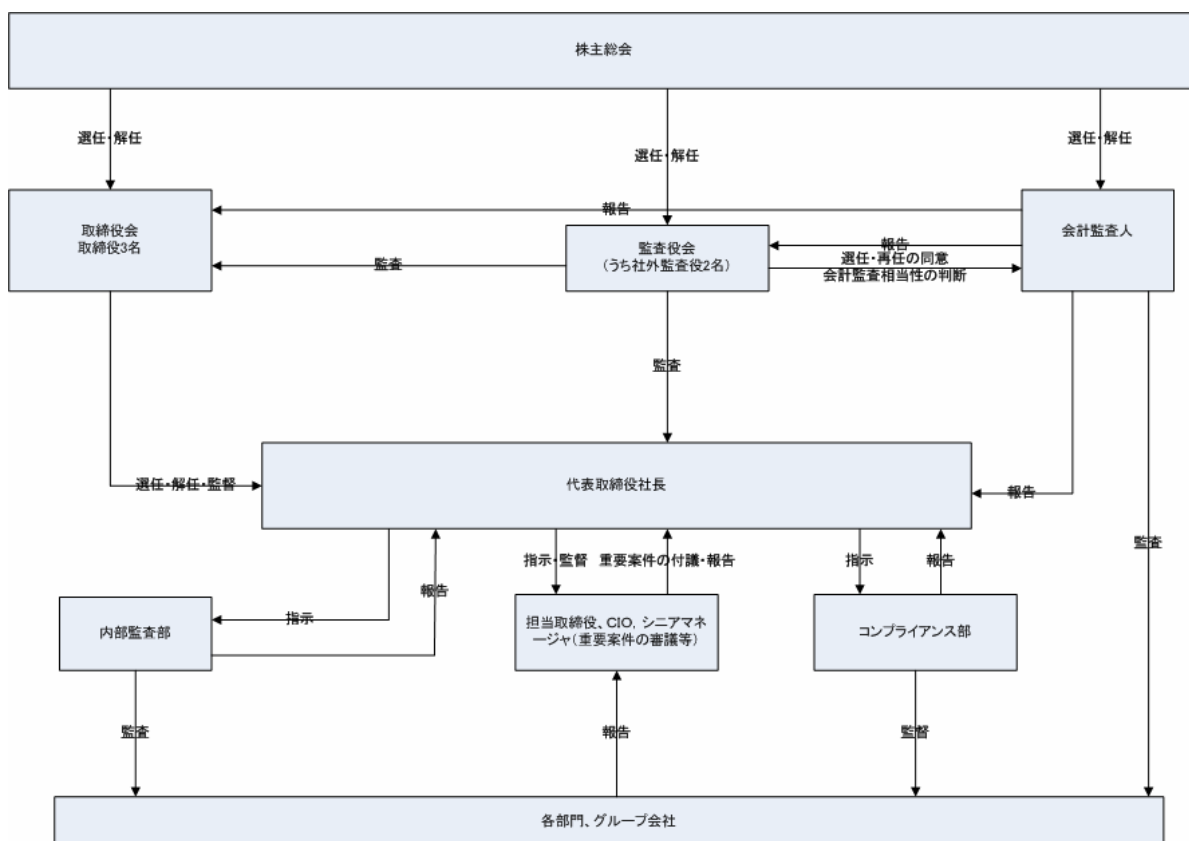 株主総会
選任・解任
選任・解任
選任・解任
取締役会
取締役3名
報告
会計監査人
監査役会
(うち社外監査役2名)
報告
監査
選任・再任の同意
会計監査相当性の判断
監査
選任・解任・監督
代表取締役社長
報告
監査
指示・監督
重要案件の付議・報告
指示
報告
報告
指示
内部監査部
担当取締役、CIO, シニアマネ
ージャ(重要案件の審議等)
コンプライアンス部
監査
報告
監督
各部門、グループ会社